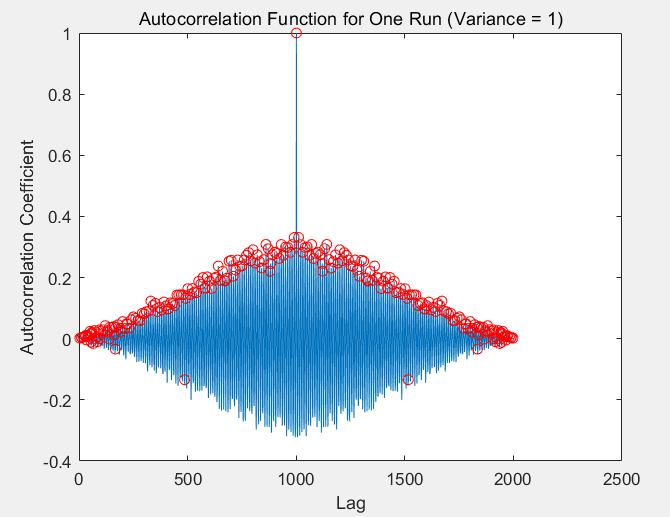 Autocorrelation Function for One Run (Variance = 1)
1
0.8
0.6
0.4
0.2
0
-0.2
-0.4
Autocorrelation Coefficient
0 500 1000 1500 2000 2500
Lag